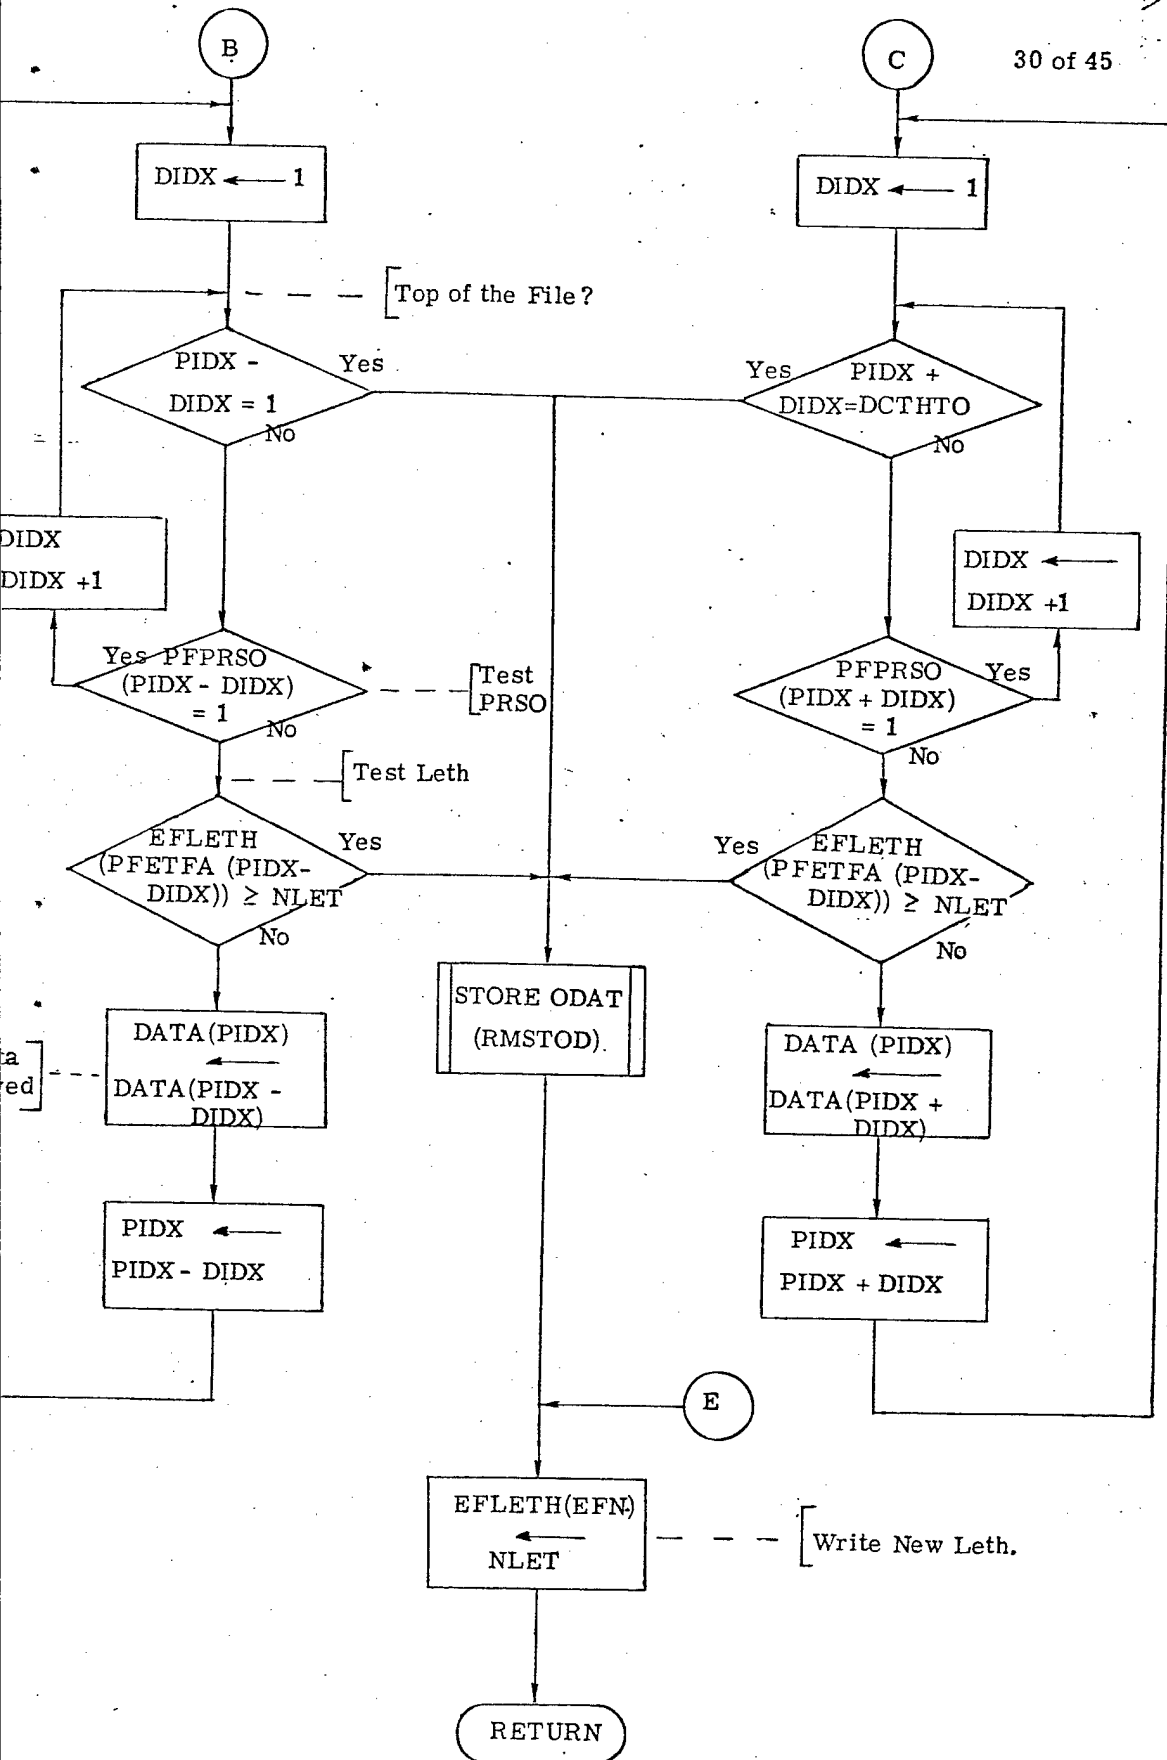 B
C
30 of 45
DIDX ← 1
DIDX ← 1
[Top of the File?
PIDX -
DIDX = 1
Yes
No
Yes
PIDX +
DIDX=DCTHTO
No
DIDX
DIDX +1
DIDX ←
DIDX +1
Yes PFPRSO
(PIDX - DIDX)
= 1
No
[Test
PRSO
PFPRSO
(PIDX + DIDX)
= 1
Yes
No
[Test Leth
EFLETH
(PFETFA (PIDX-
DIDX)) ≥ NLET
Yes
No
Yes
EFLETH
(PFETFA (PIDX-
DIDX)) ≥ NLET
No
STORE ODAT
(RMSTOD)
DATA(PIDX)
←
DATA(PIDX -
DIDX)
DATA (PIDX)
←
DATA(PIDX +
DIDX)
PIDX ←
PIDX - DIDX
PIDX ←
PIDX + DIDX
E
EFLETH(EFN)
←
NLET
[Write New Leth.
RETURN